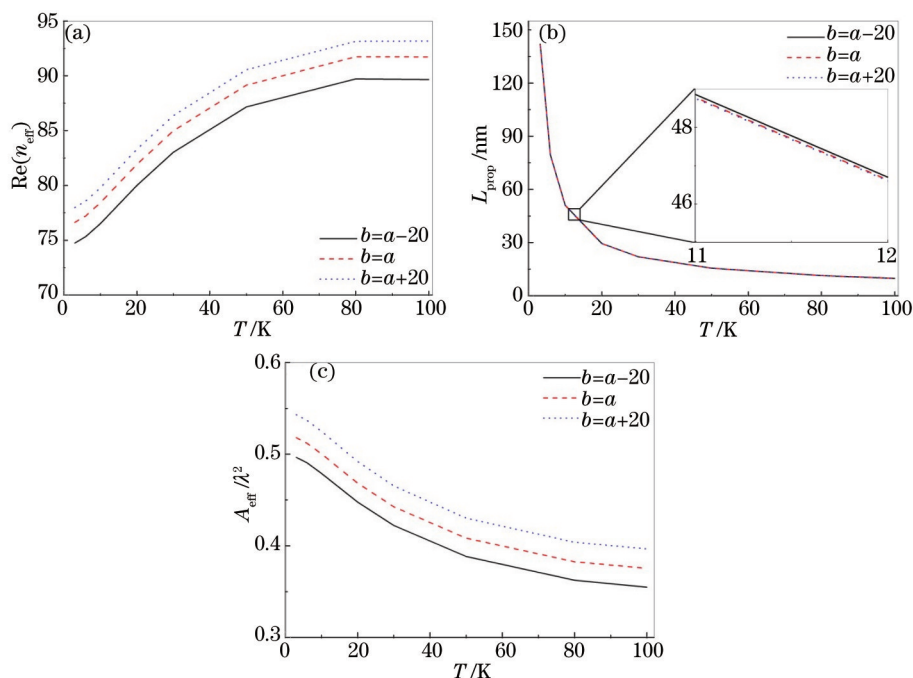 (a)
95
90
85
80
75
70
Re(n_eff)
b=a−20
b=a
b=a+20
0 20 40 60 80 100
T /K
(b)
150
120
90
60
30
0
L_prop /nm
b=a−20
b=a
b=a+20
48
46
11 12
0 20 40 60 80 100
T /K
(c)
0.6
0.5
0.4
0.3
A_eff /λ²
b=a−20
b=a
b=a+20
0 20 40 60 80 100
T /K